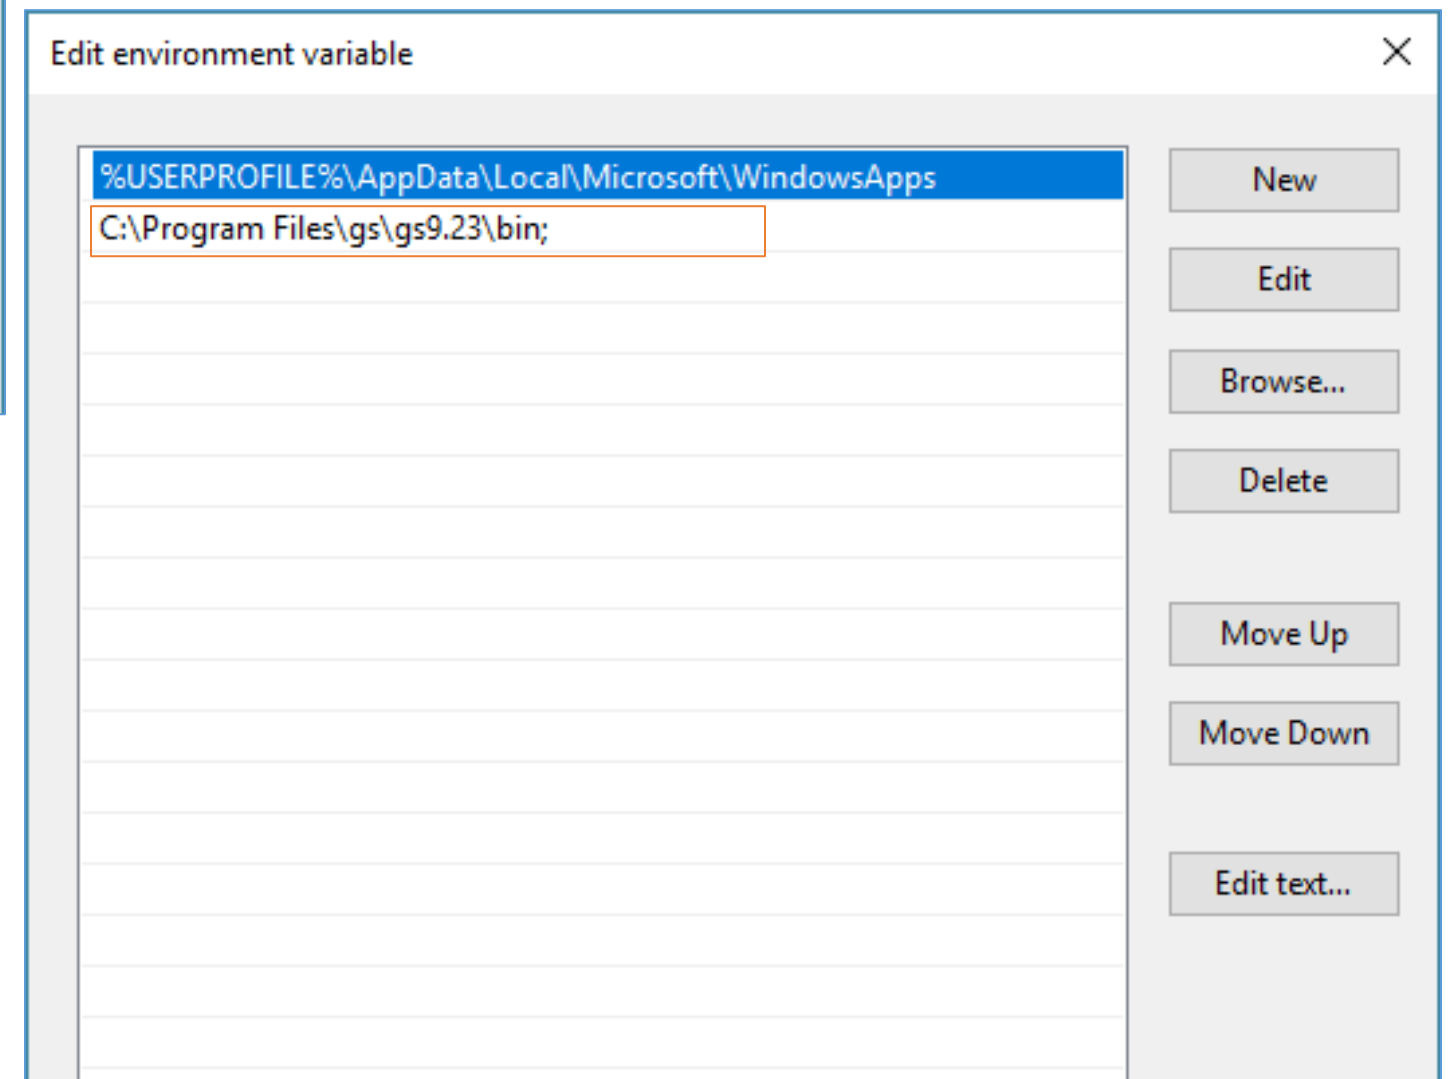 Edit environment variable
%USERPROFILE%\AppData\Local\Microsoft\WindowsApps
C:\Program Files\gs\gs9.23\bin;
New
Edit
Browse...
Delete
Move Up
Move Down
Edit text...